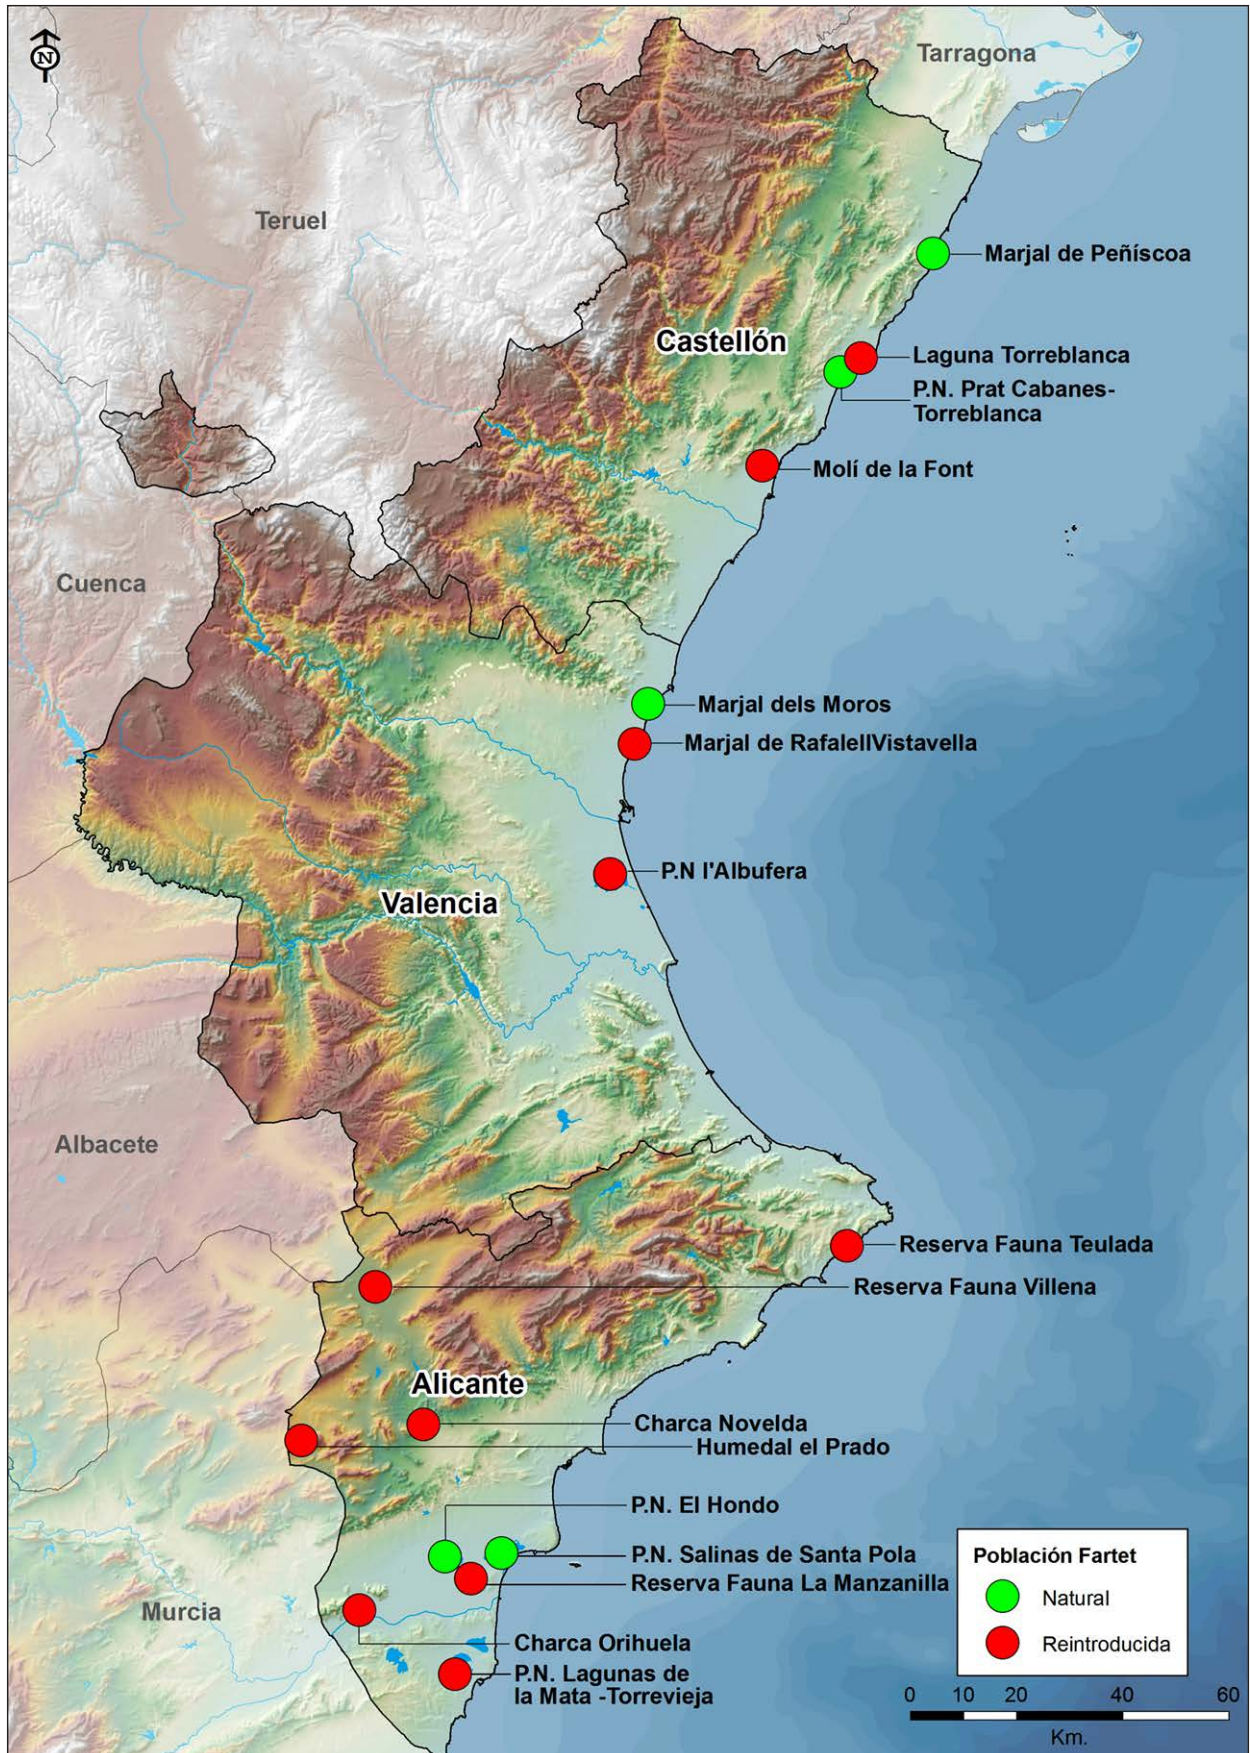 N
Tarragona
Teruel
Marjal de Peñíscoa
Castellón
Laguna Torreblanca
P.N. Prat Cabanes-
Torreblanca
Molí de la Font
Cuenca
Marjal dels Moros
Marjal de RafalellVistavella
P.N l'Albufera
Valencia
Albacete
Reserva Fauna Teulada
Reserva Fauna Villena
Alicante
Charca Novelda
Humedal el Prado
P.N. El Hondo
P.N. Salinas de Santa Pola
Reserva Fauna La Manzanilla
Murcia
Charca Orihuela
P.N. Lagunas de
la Mata -Torrevieja
Población Fartet
Natural
Reintroducida
0 10 20 40 60
Km.